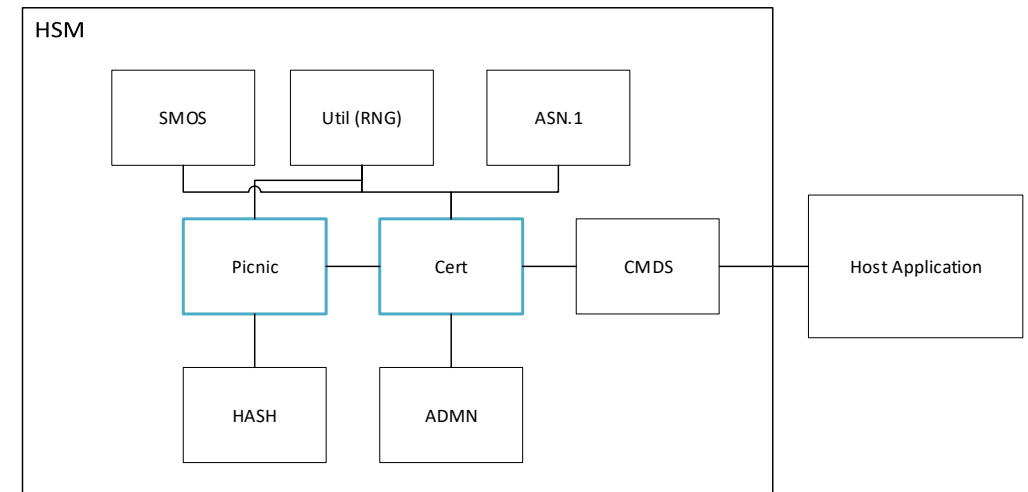 HSM
SMOS
Util (RNG)
ASN.1
Picnic
Cert
CMDS
Host Application
HASH
ADMN